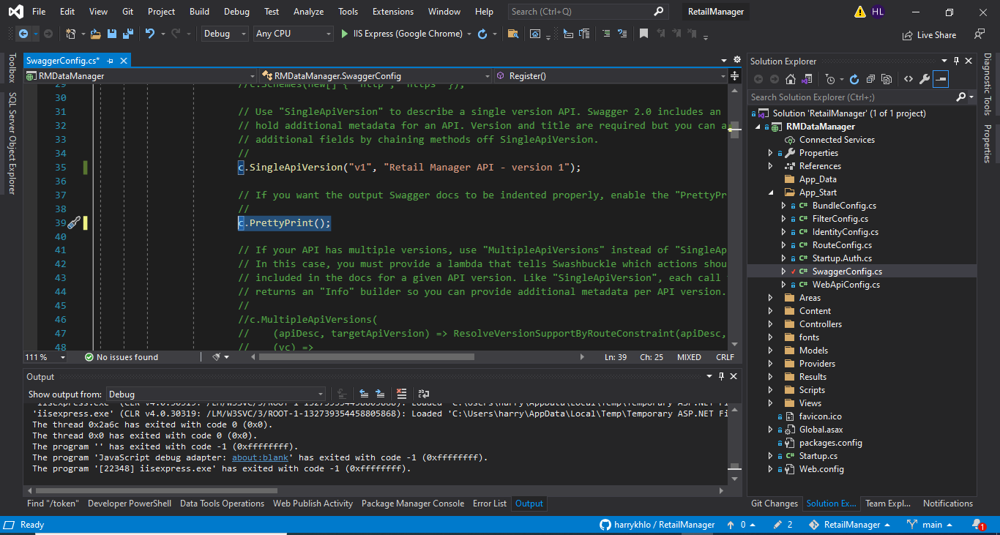 File Edit View Git Project Build Debug Test Analyze Tools Extensions Window Help Search (Ctrl+Q) RetailManager HL
Debug Any CPU IIS Express (Google Chrome) Live Share
Toolbox
SQL Server Object Explorer
SwaggerConfig.cs*
RMDataManager RMDataManager.SwaggerConfig Register()
29 //c.Schemes(new[] { "http", "https" });
30
31 // Use "SingleApiVersion" to describe a single version API. Swagger 2.0 includes an
32 // hold additional metadata for an API. Version and title are required but you can a
33 // additional fields by chaining methods off SingleApiVersion.
34 //
35 c.SingleApiVersion("v1", "Retail Manager API - version 1");
36
37 // If you want the output Swagger docs to be indented properly, enable the "PrettyPr
38 //
39 c.PrettyPrint();
40
41 // If your API has multiple versions, use "MultipleApiVersions" instead of "SingleAp
42 // In this case, you must provide a lambda that tells Swashbuckle which actions shou
43 // included in the docs for a given API version. Like "SingleApiVersion", each call
44 // returns an "Info" builder so you can provide additional metadata per API version.
45 //
46 //c.MultipleApiVersions(
47 // (apiDesc, targetApiVersion) => ResolveVersionSupportByRouteConstraint(apiDesc,
48 // (vc) =>
111 % No issues found Ln: 39 Ch: 25 MIXED CRLF
Output
Show output from: Debug
'iisexpress.exe' (CLR v4.0.30319: /LM/W3SVC/3/ROOT-1-132739354458805868): Loaded 'C:\Users\harry\AppData\Local\Temp\Temporary ASP.NET Fi
'iisexpress.exe' (CLR v4.0.30319: /LM/W3SVC/3/ROOT-1-132739354458805868): Loaded 'C:\Users\harry\AppData\Local\Temp\Temporary ASP.NET Fi
The thread 0x2a6c has exited with code 0 (0x0).
The thread 0x0 has exited with code 0 (0x0).
The program '' has exited with code -1 (0xffffffff).
The program 'JavaScript debug adapter: about:blank' has exited with code -1 (0xffffffff).
The program '[22348] iisexpress.exe' has exited with code -1 (0xffffffff).
Find "/token" Developer PowerShell Data Tools Operations Web Publish Activity Package Manager Console Error List Output
Solution Explorer
Search Solution Explorer (Ctrl+;)
Solution 'RetailManager' (1 of 1 project)
RMDataManager
Connected Services
Properties
References
App_Data
App_Start
C# BundleConfig.cs
C# FilterConfig.cs
C# IdentityConfig.cs
C# RouteConfig.cs
C# Startup.Auth.cs
C# SwaggerConfig.cs
C# WebApiConfig.cs
Areas
Content
Controllers
fonts
Models
Providers
Results
Scripts
Views
favicon.ico
Global.asax
packages.config
C# Startup.cs
Web.config
Git Changes Solution Ex... Team Expl... Notifications
Diagnostic Tools
Properties
Ready harrykhlo / RetailManager 0 2 RetailManager main 1